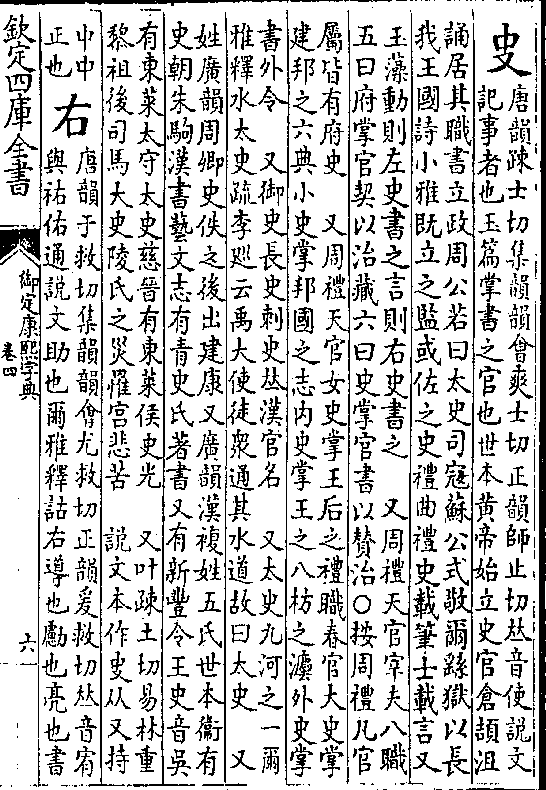 史
唐韻疎士切集韻韻會爽士切正韻師止切𠀤音使說文
記事者也玉篇掌書之官也世本黃帝始立史官倉頡沮
誦居其職書立政周公若曰太史司寇蘇公式敬爾繇獄以長
我王國詩小雅既立之監或佐之史禮曲禮史載筆士載言又
玉藻動則左史書之言則右史書之　又周禮天官宰夫八職
五曰府掌官契以治藏六曰史掌官書以贊治○按周禮凡官
屬皆有府史　又周禮天官女史掌王后之禮職春官大史掌
建邦之六典小史掌邦國之志內史掌王之八枋之灋外史掌
書外令　又御史長史刺史𠀤漢官名　又太史九河之一爾
雅釋水太史疏李廵云禹大使徒衆通其水道故曰太史　又
姓廣韻周卿史佚之後出建康又廣韻漢複姓五氏世本衞有
史朝朱駒漢書藝文志有青史氏著書又有新豐令王史音吳
有東萊太守太史慈晉有東萊侯史光　又叶疎土切易林重
黎祖後司馬大史陵氏之災罹宮悲苦　說文本作㕜从又持
中中
正也
右
唐韻于救切集韻韻會尤救切正韻爰救切𠀤音宥
與祐佑通說文助也爾雅釋詁右導也勴也亮也書
欽定四庫全書
御定康熙字典
卷四
六